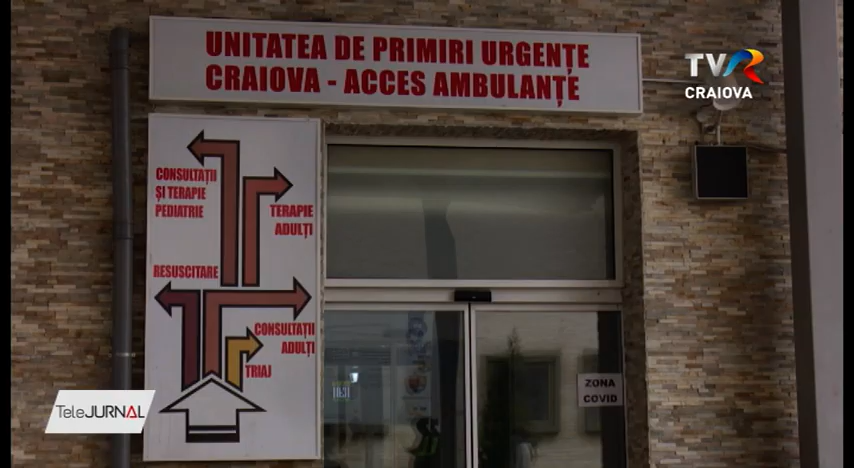 UNITATEA DE PRIMIRI URGENȚE
CRAIOVA - ACCES AMBULANȚE
TVR
CRAIOVA
CONSULTAȚII
ȘI TERAPIE
PEDIATRIE
TERAPIE
ADULȚI
RESUSCITARE
CONSULTAȚII
ADULȚI
TRIAJ
ZONA
COVID
TeleJURNAL